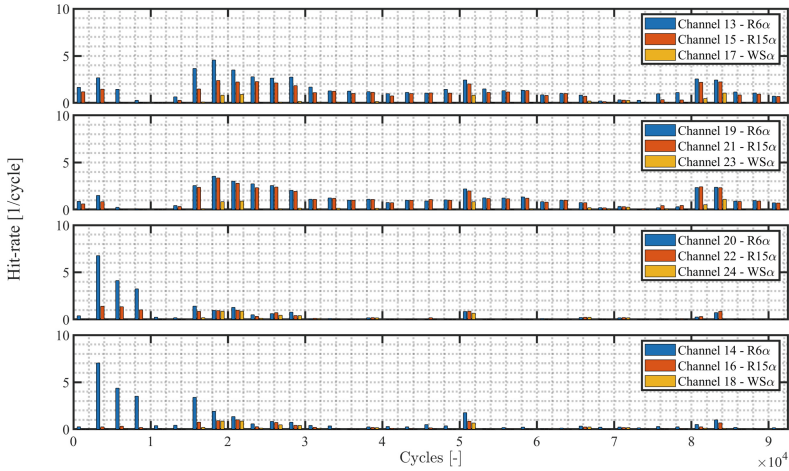 10
5
0
Channel 13 - R6α
Channel 15 - R15α
Channel 17 - WSα
10
5
0
Channel 19 - R6α
Channel 21 - R15α
Channel 23 - WSα
Hit-rate [1/cycle]
10
5
0
Channel 20 - R6α
Channel 22 - R15α
Channel 24 - WSα
10
5
0
Channel 14 - R6α
Channel 16 - R15α
Channel 18 - WSα
0 1 2 3 4 5 6 7 8 9
Cycles [-]
×10⁴